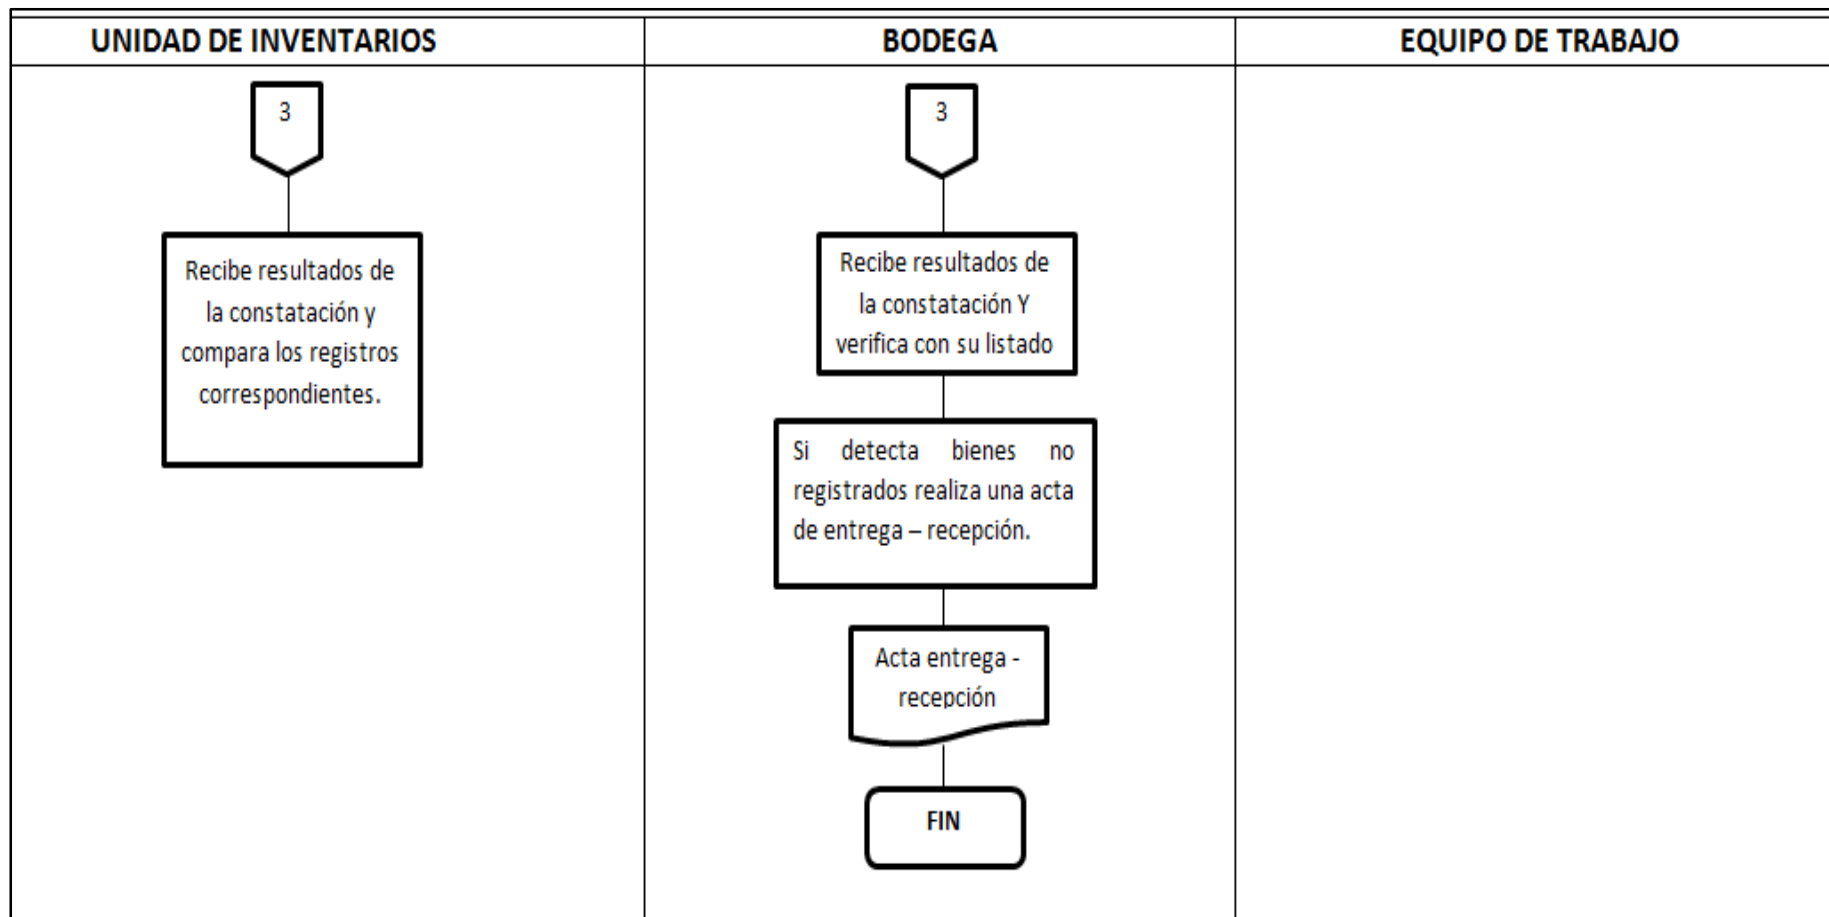 UNIDAD DE INVENTARIOS
BODEGA
EQUIPO DE TRABAJO
3
Recibe resultados de
la constatación y
compara los registros
correspondientes.
3
Recibe resultados de
la constatación Y
verifica con su listado
Si detecta bienes no
registrados realiza una acta
de entrega – recepción.
Acta entrega -
recepción
FIN